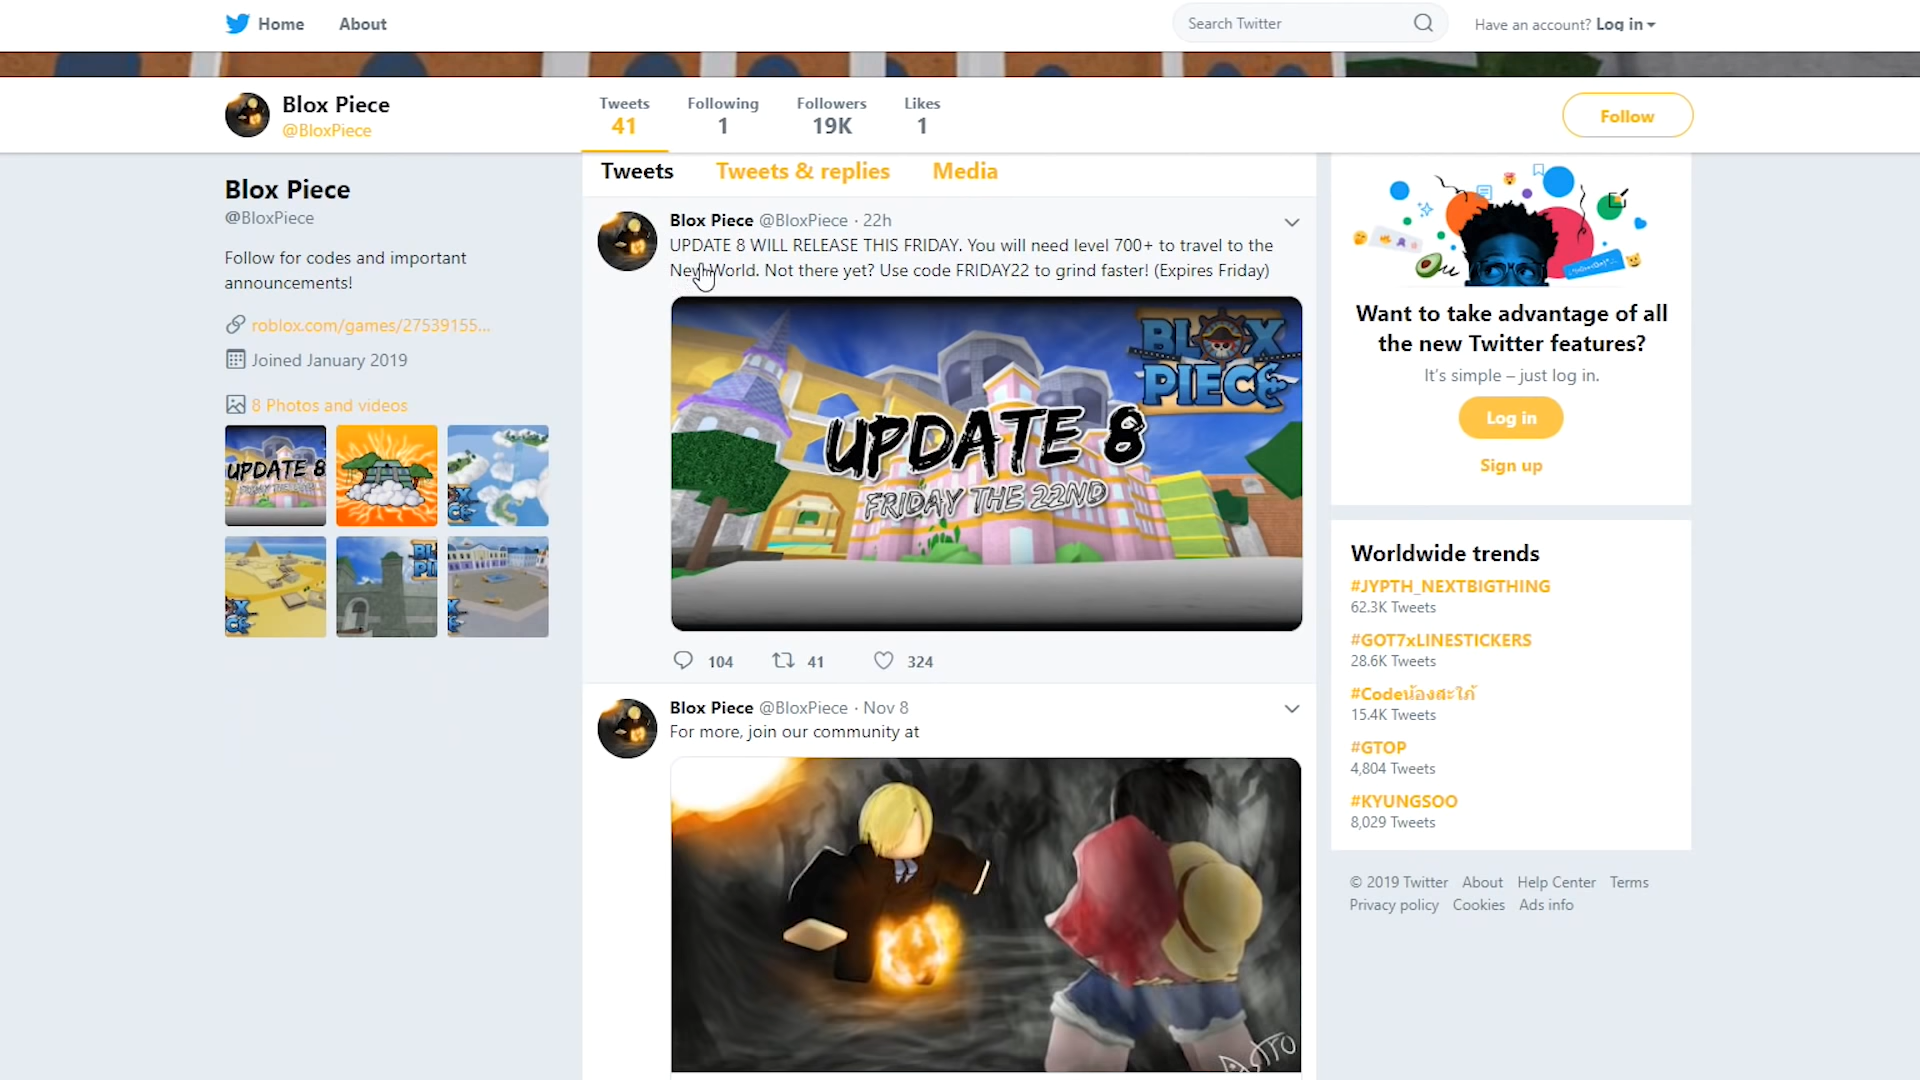 Home About
Search Twitter
Have an account? Log in
Blox Piece
@BloxPiece
Tweets Following Followers Likes
41 1 19K 1
Follow
Blox Piece
@BloxPiece
Follow for codes and important
announcements!
roblox.com/games/27539155...
Joined January 2019
8 Photos and videos
UPDATE 8
Tweets Tweets & replies Media
Blox Piece @BloxPiece · 22h
UPDATE 8 WILL RELEASE THIS FRIDAY. You will need level 700+ to travel to the
New World. Not there yet? Use code FRIDAY22 to grind faster! (Expires Friday)
BLOX
PIECE
UPDATE 8
FRIDAY THE 22ND
104 41 324
Blox Piece @BloxPiece · Nov 8
For more, join our community at
ASTRO
Want to take advantage of all
the new Twitter features?
It's simple – just log in.
Log in
Sign up
Worldwide trends
#JYPTH_NEXTBIGTHING
62.3K Tweets
#GOT7xLINESTICKERS
28.6K Tweets
#Codeน้องสะใภ้
15.4K Tweets
#GTOP
4,804 Tweets
#KYUNGSOO
8,029 Tweets
© 2019 Twitter About Help Center Terms
Privacy policy Cookies Ads info